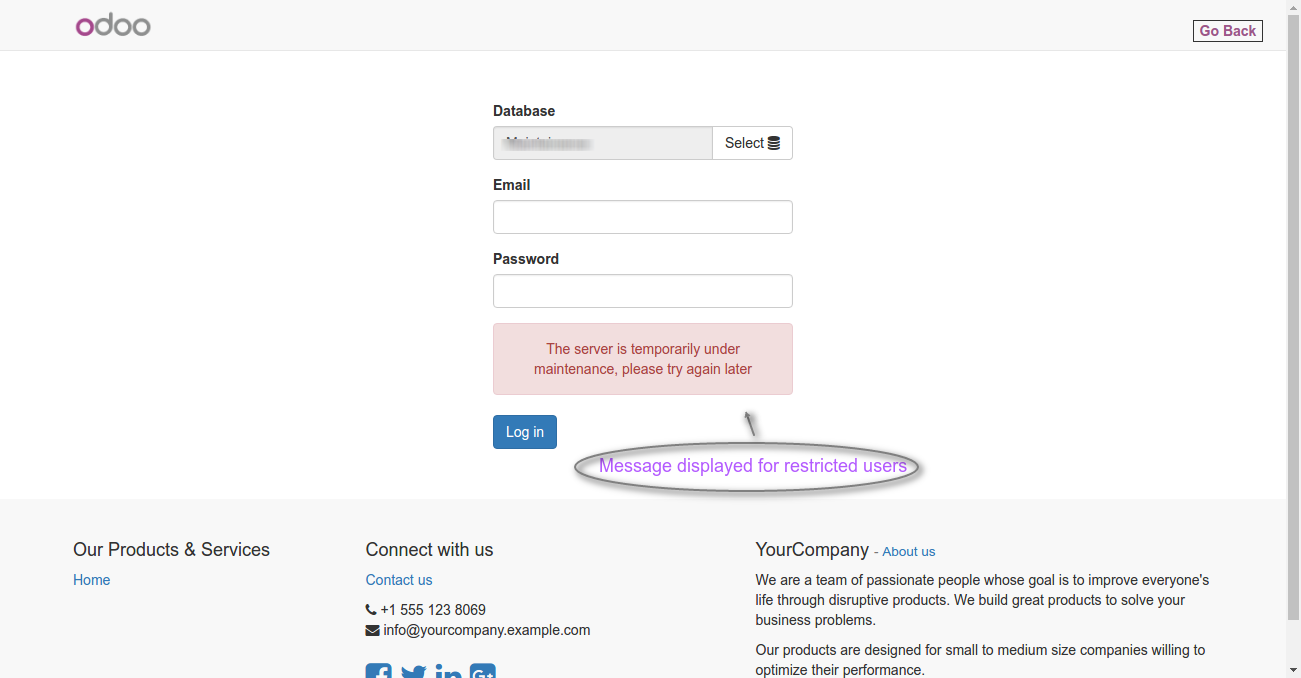 odoo
Go Back
Database
Select
Email
Password
The server is temporarily under
maintenance, please try again later
Log in
Message displayed for restricted users
Our Products & Services
Home
Connect with us
Contact us
+1 555 123 8069
info@yourcompany.example.com
YourCompany - About us
We are a team of passionate people whose goal is to improve everyone's
life through disruptive products. We build great products to solve your
business problems.
Our products are designed for small to medium size companies willing to
optimize their performance.